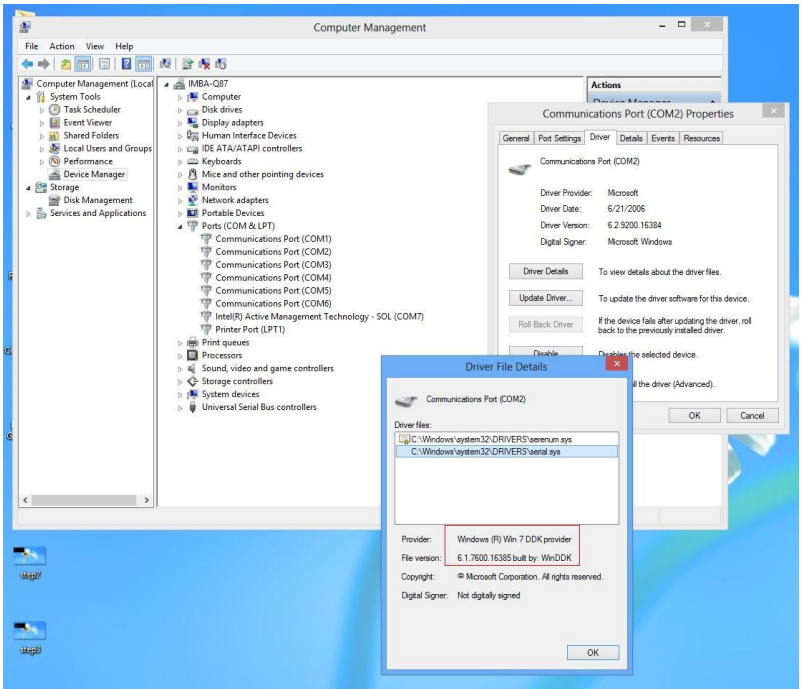 Computer Management
File Action View Help
Computer Management (Local
System Tools
Task Scheduler
Event Viewer
Shared Folders
Local Users and Groups
Performance
Device Manager
Storage
Disk Management
Services and Applications
IMBA-Q87
Computer
Disk drives
Display adapters
Human Interface Devices
IDE ATA/ATAPI controllers
Keyboards
Mice and other pointing devices
Monitors
Network adapters
Portable Devices
Ports (COM & LPT)
Communications Port (COM1)
Communications Port (COM2)
Communications Port (COM3)
Communications Port (COM4)
Communications Port (COM5)
Communications Port (COM6)
Intel(R) Active Management Technology - SOL (COM7)
Printer Port (LPT1)
Print queues
Processors
Sound, video and game controllers
Storage controllers
System devices
Universal Serial Bus controllers
Actions
Device Manager
Communications Port (COM2) Properties
General Port Settings Driver Details Events Resources
Communications Port (COM2)
Driver Provider: Microsoft
Driver Date: 6/21/2006
Driver Version: 6.2.9200.16384
Digital Signer: Microsoft Windows
Driver Details To view details about the driver files.
Update Driver... To update the driver software for this device.
Roll Back Driver If the device fails after updating the driver, roll
back to the previously installed driver.
Disable Disables the selected device.
the driver (Advanced).
OK Cancel
Driver File Details
Communications Port (COM2)
Driver files:
C:\Windows\system32\DRIVERS\serenum.sys
C:\Windows\system32\DRIVERS\serial.sys
Provider: Windows (R) Win 7 DDK provider
File version: 6.1.7600.16385 built by: WinDDK
Copyright: © Microsoft Corporation. All rights reserved.
Digital Signer: Not digitally signed
OK
step2
step3